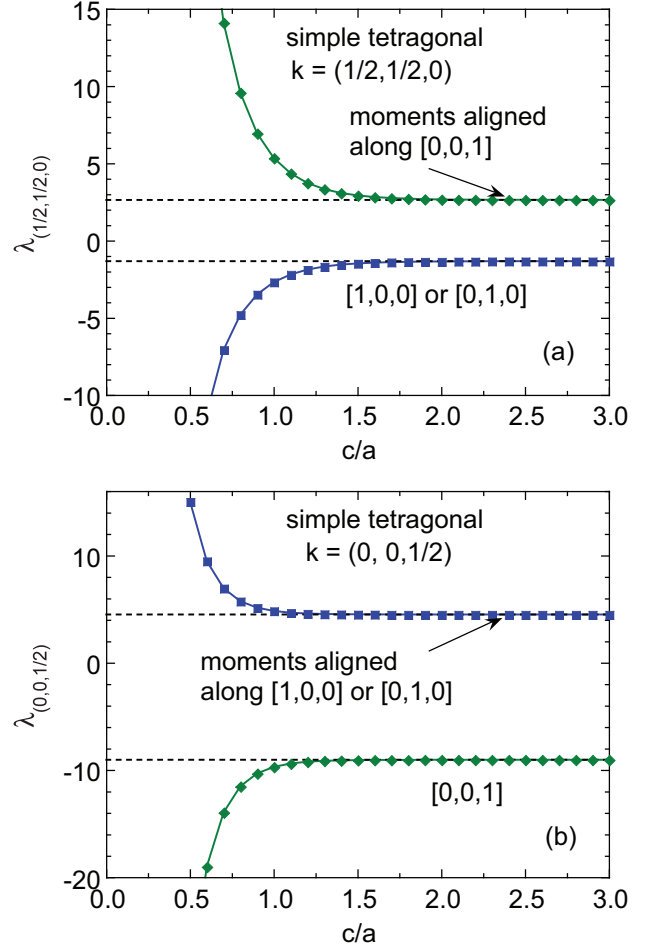 15
simple tetragonal
k = (1/2,1/2,0)
10
moments aligned
along [0,0,1]
5
λ(1/2,1/2,0)
0
[1,0,0] or [0,1,0]
-5
(a)
-10
0.0 0.5 1.0 1.5 2.0 2.5 3.0
c/a
simple tetragonal
k = (0, 0,1/2)
10
moments aligned
along [1,0,0] or [0,1,0]
0
λ(0,0,1/2)
-10
[0,0,1]
(b)
-20
0.0 0.5 1.0 1.5 2.0 2.5 3.0
c/a